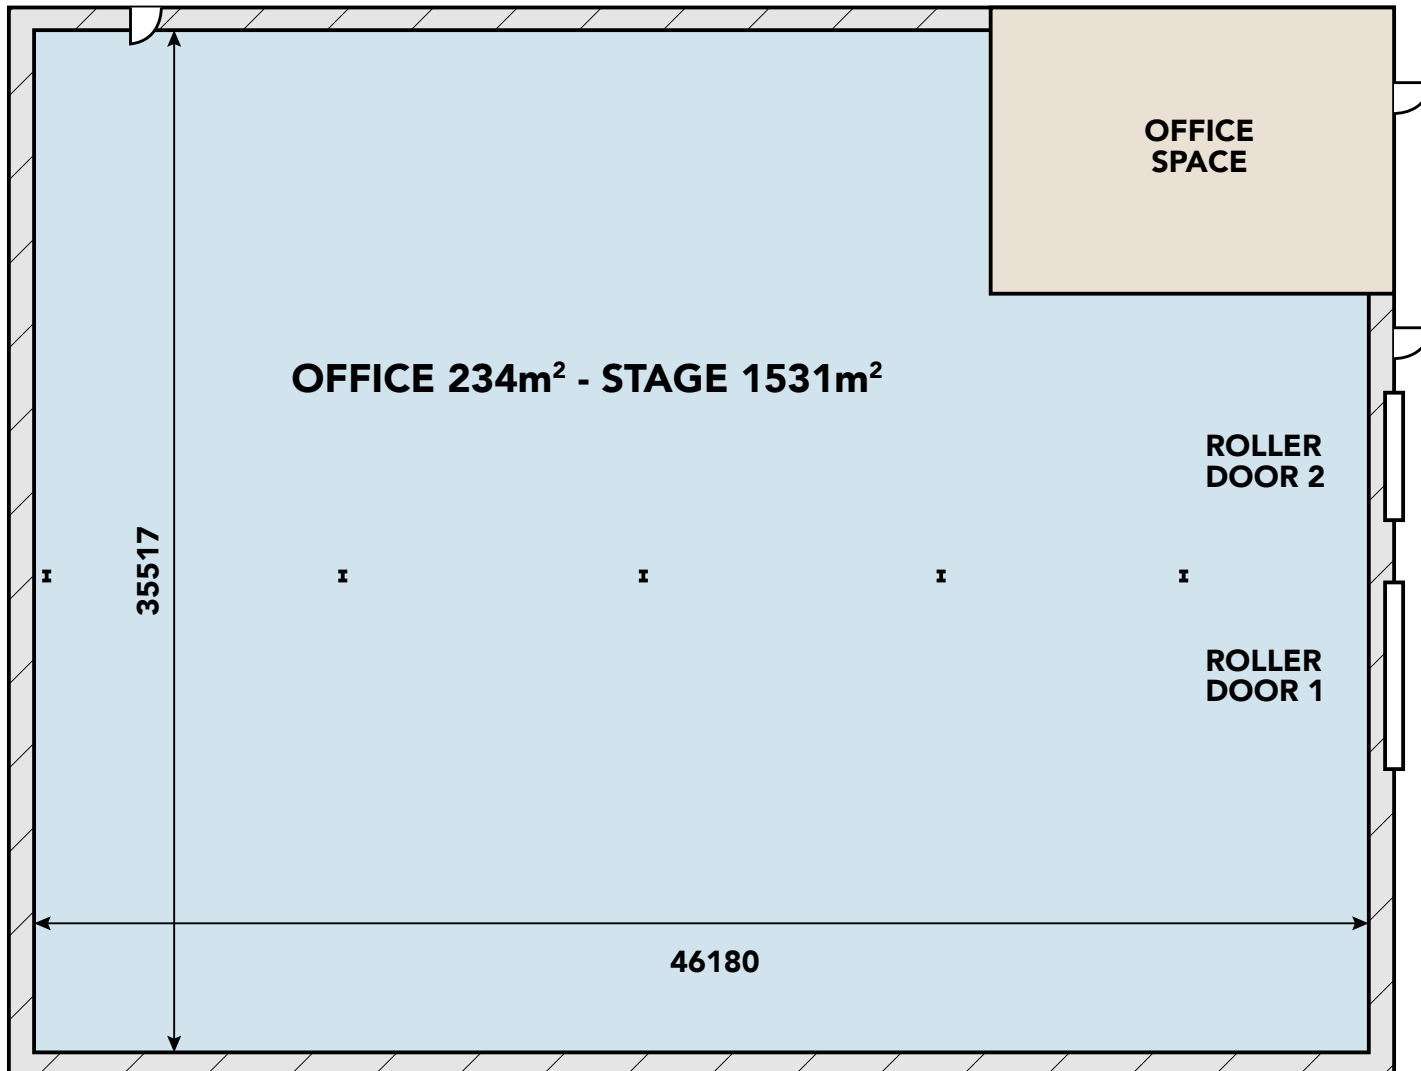 OFFICE
SPACE
OFFICE 234m² - STAGE 1531m²
ROLLER
DOOR 2
35517
ROLLER
DOOR 1
46180